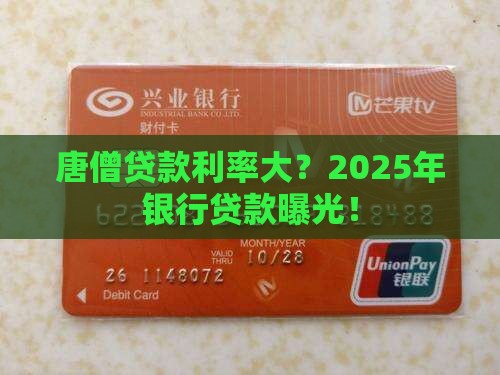 兴业银行
INDUSTRIAL BANK CO.,LTD.
财付卡
芒果tv
唐僧贷款利率大？2025年
银行贷款曝光！
MONTH/YEAR
VALID
THRU
10/28
26 1148072
Debit Card
UnionPay
银联